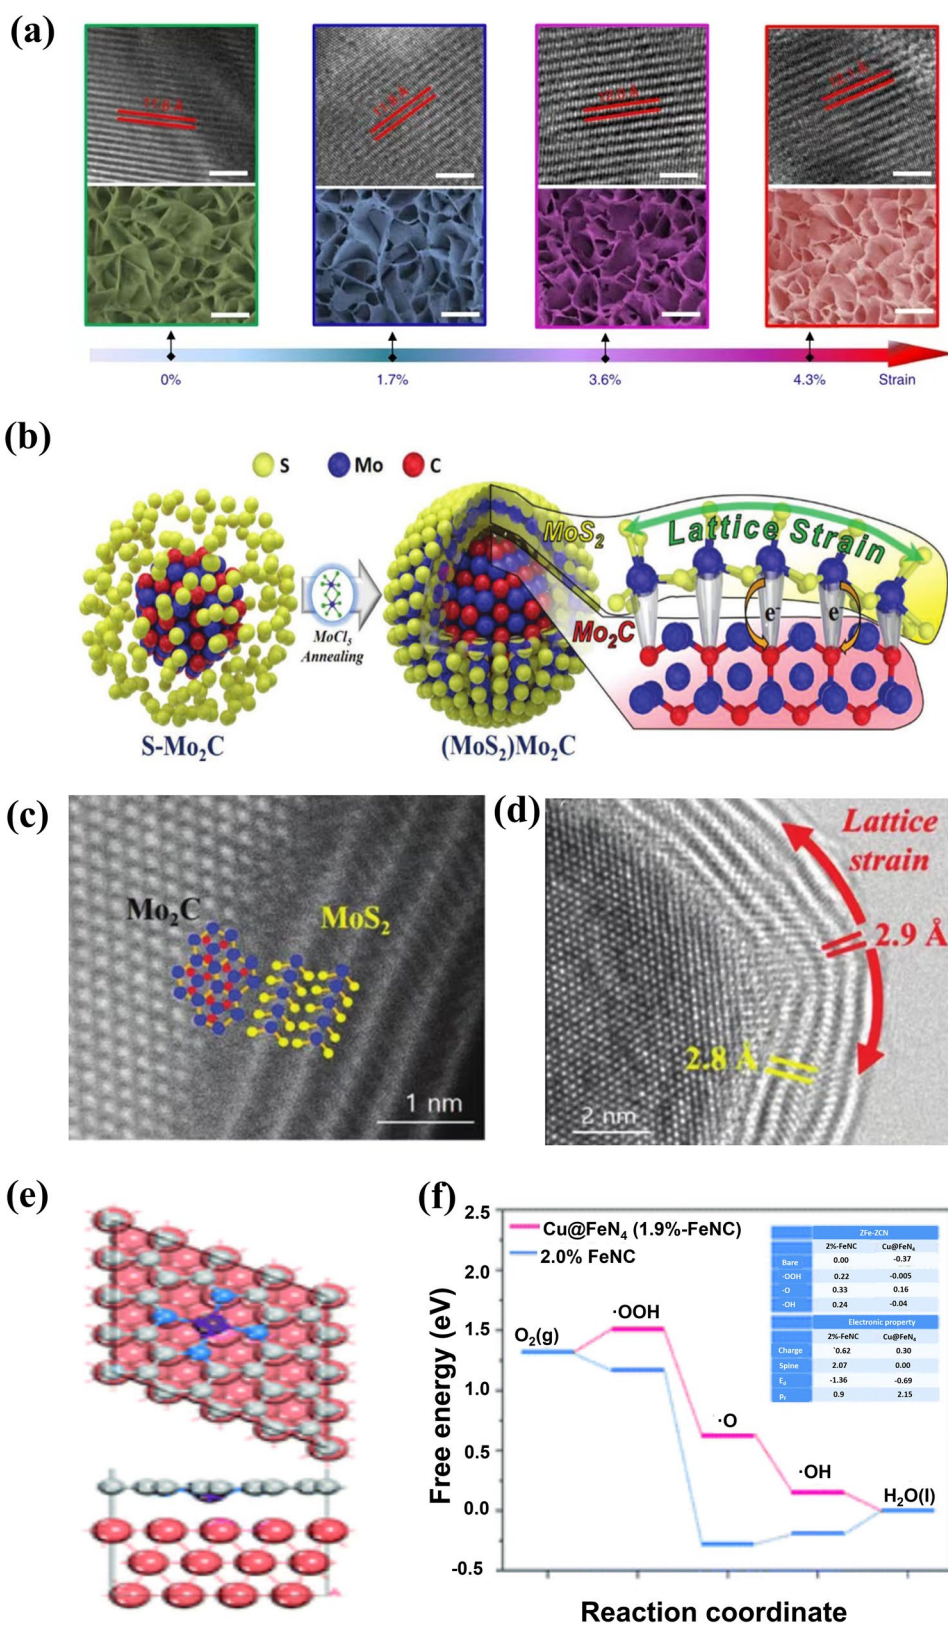 (a)
0%
1.7%
3.6%
4.3%
Strain
(b)
S
Mo
C
MoS2
Lattice Strain
Mo2C
e-
e-
MoCl5
Annealing
S-Mo2C
(MoS2)Mo2C
(c)
Mo2C
MoS2
1 nm
(d)
Lattice
strain
2.9 Å
2.8 Å
2 nm
(e)
(f)
Free energy (eV)
2.5
2.0
1.5
1.0
0.5
0.0
-0.5
Cu@FeN4 (1.9%-FeNC)
2.0% FeNC
O2(g)
·OOH
·O
·OH
H2O(l)
ZFe-ZCN
2%-FeNC Cu@FeN4
Bare 0.00 -0.37
·OOH 0.22 -0.005
·O 0.33 0.16
·OH 0.24 -0.04
Electronic property
2%-FeNC Cu@FeN4
Charge `0.62 0.30
Spine 2.07 0.00
Ed -1.36 -0.69
Pf 0.9 2.15
Reaction coordinate